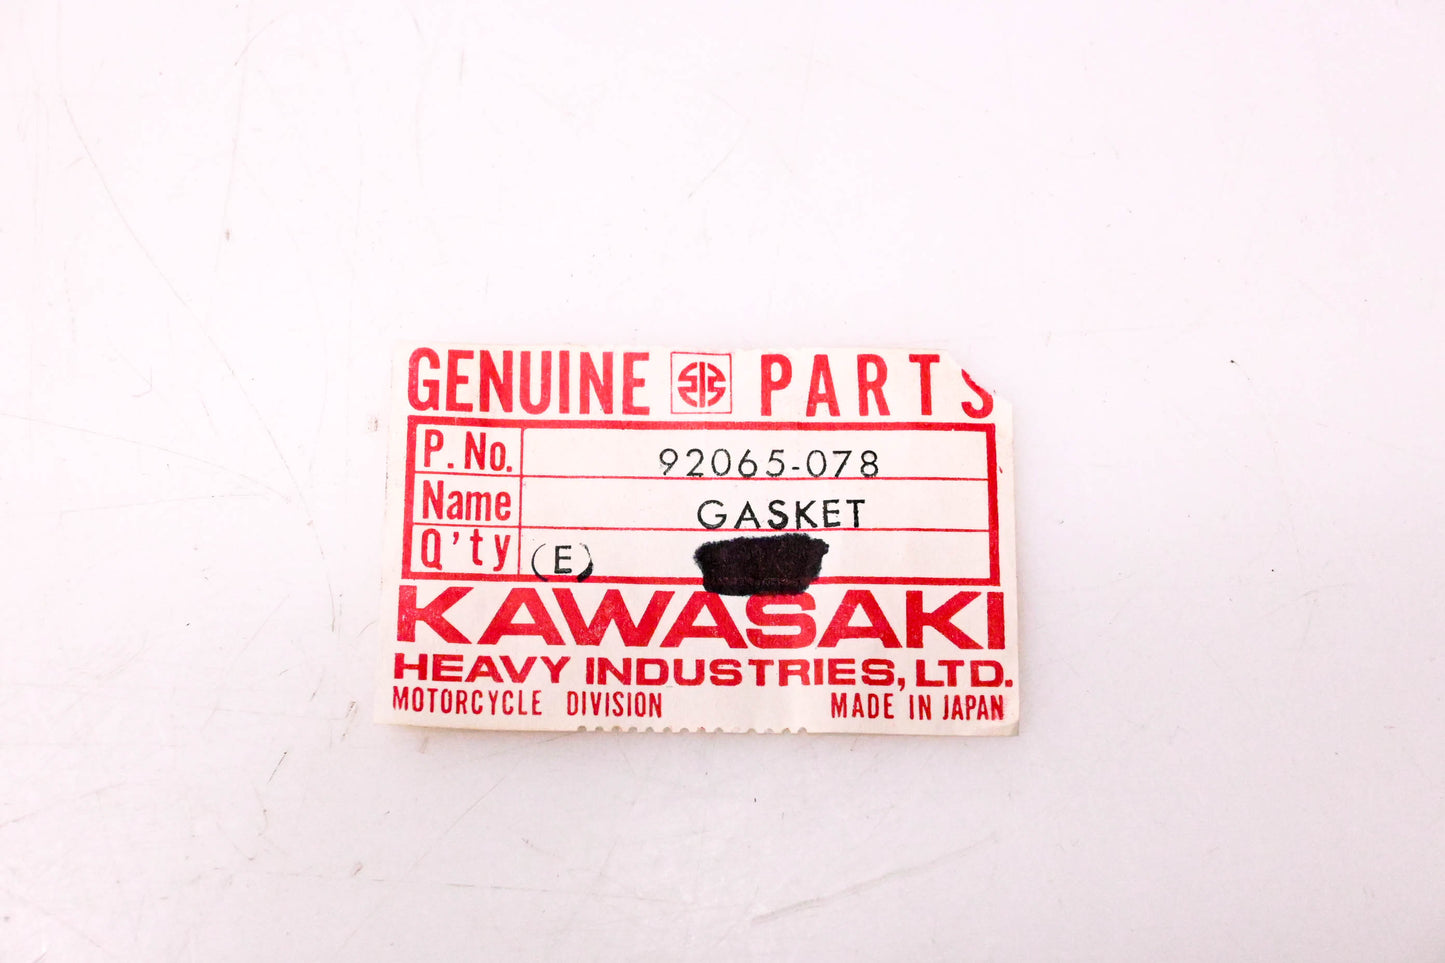 GENUINE PARTS
P. No. 92065-078
Name GASKET
Q'ty (E)
KAWASAKI
HEAVY INDUSTRIES, LTD.
MOTORCYCLE DIVISION MADE IN JAPAN